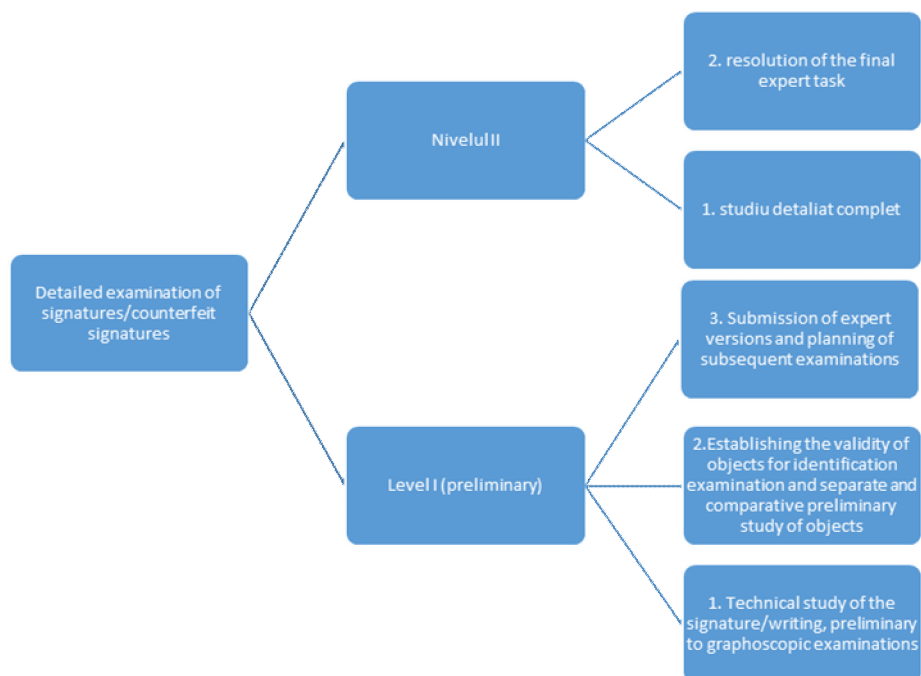 2. resolution of the final
expert task
Nivelul II
1. studiu detaliat complet
Detailed examination of
signatures/counterfeit
signatures
3. Submission of expert
versions and planning of
subsequent examinations
2.Establishing the validity of
objects for identification
examination and separate and
comparative preliminary
study of objects
Level I (preliminary)
1. Technical study of the
signature/writing, preliminary
to graphoscopic examinations